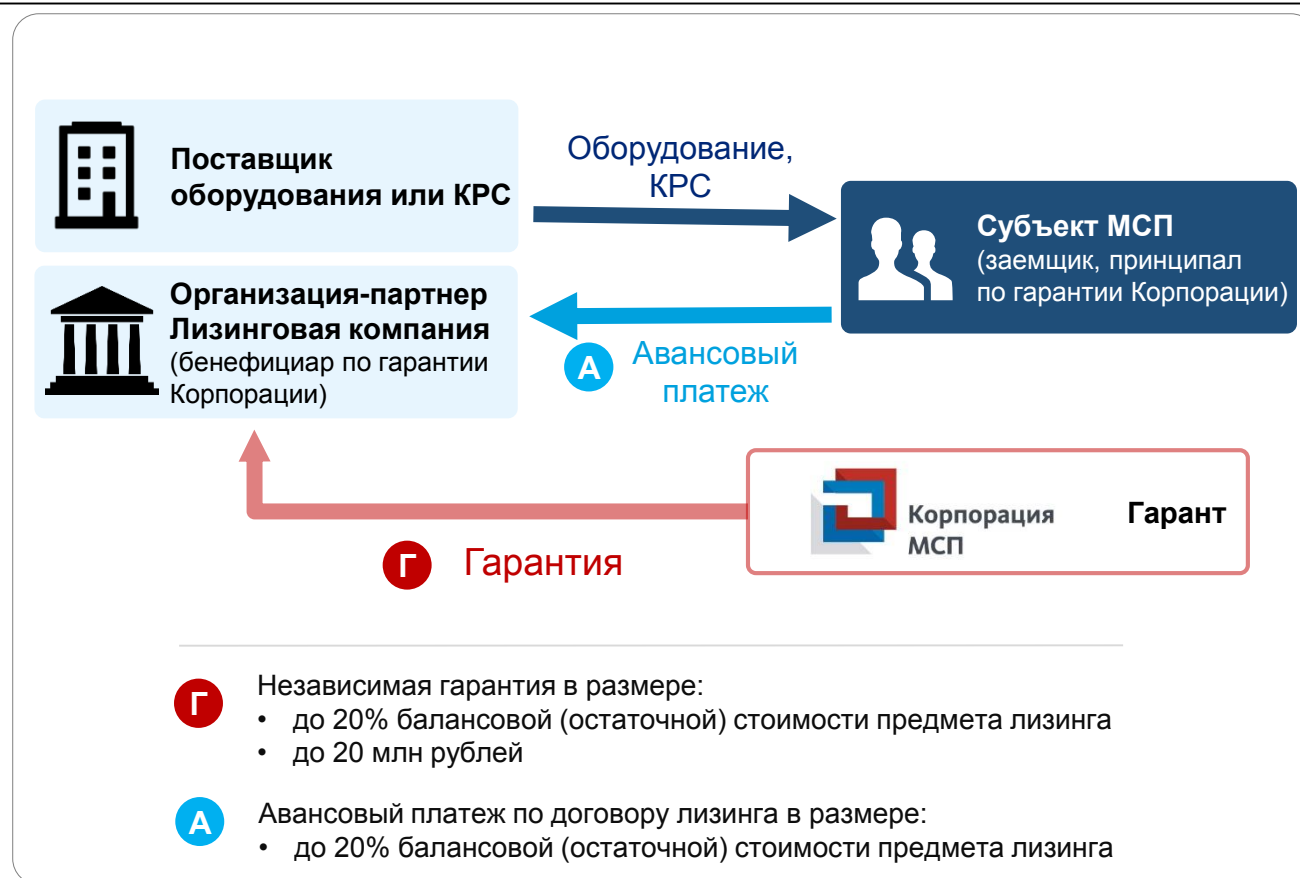 Поставщик
оборудования или КРС
Оборудование,
КРС
Субъект МСП
(заемщик, принципал
по гарантии Корпорации)
Организация-партнер
Лизинговая компания
(бенефициар по гарантии
Корпорации)
А
Авансовый
платеж
Корпорация
МСП
Гарант
Г
Гарантия
Г
Независимая гарантия в размере:
• до 20% балансовой (остаточной) стоимости предмета лизинга
• до 20 млн рублей
А
Авансовый платеж по договору лизинга в размере:
• до 20% балансовой (остаточной) стоимости предмета лизинга